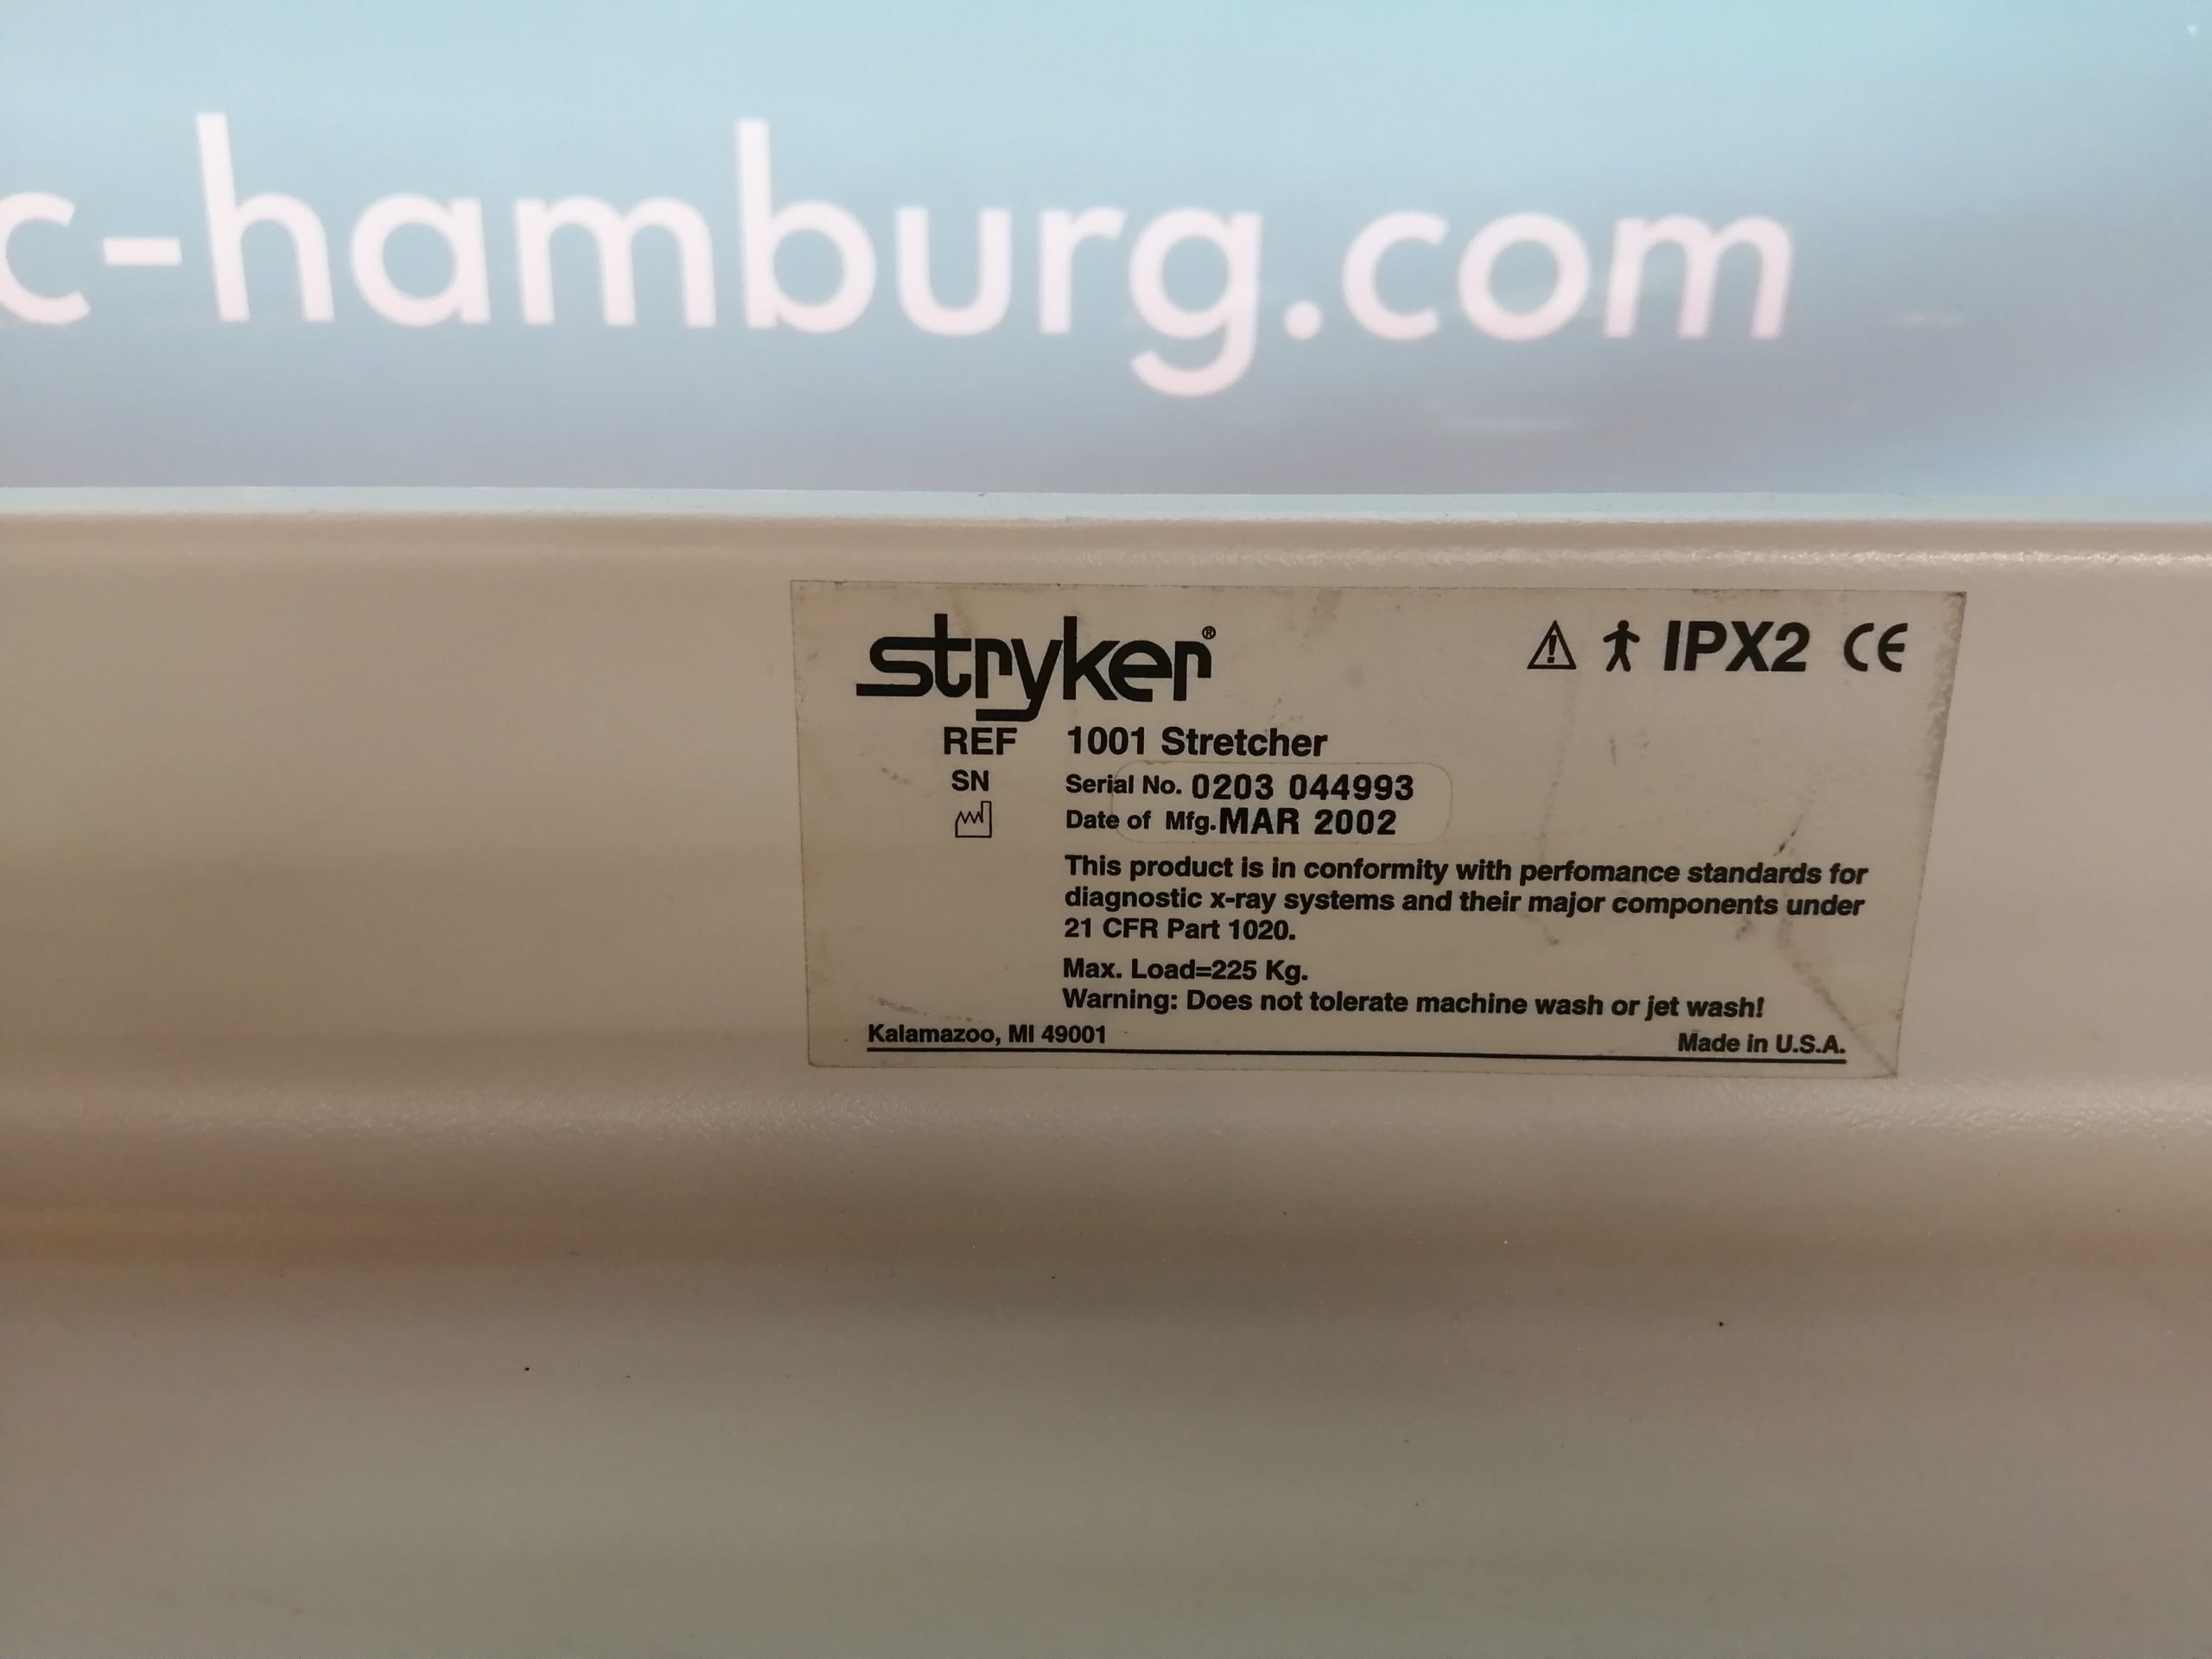 c-hamburg.com
stryker®
IPX2 CE
REF 1001 Stretcher
SN Serial No. 0203 044993
Date of Mfg. MAR 2002
This product is in conformity with perfomance standards for
diagnostic x-ray systems and their major components under
21 CFR Part 1020.
Max. Load=225 Kg.
Warning: Does not tolerate machine wash or jet wash!
Kalamazoo, MI 49001 Made in U.S.A.